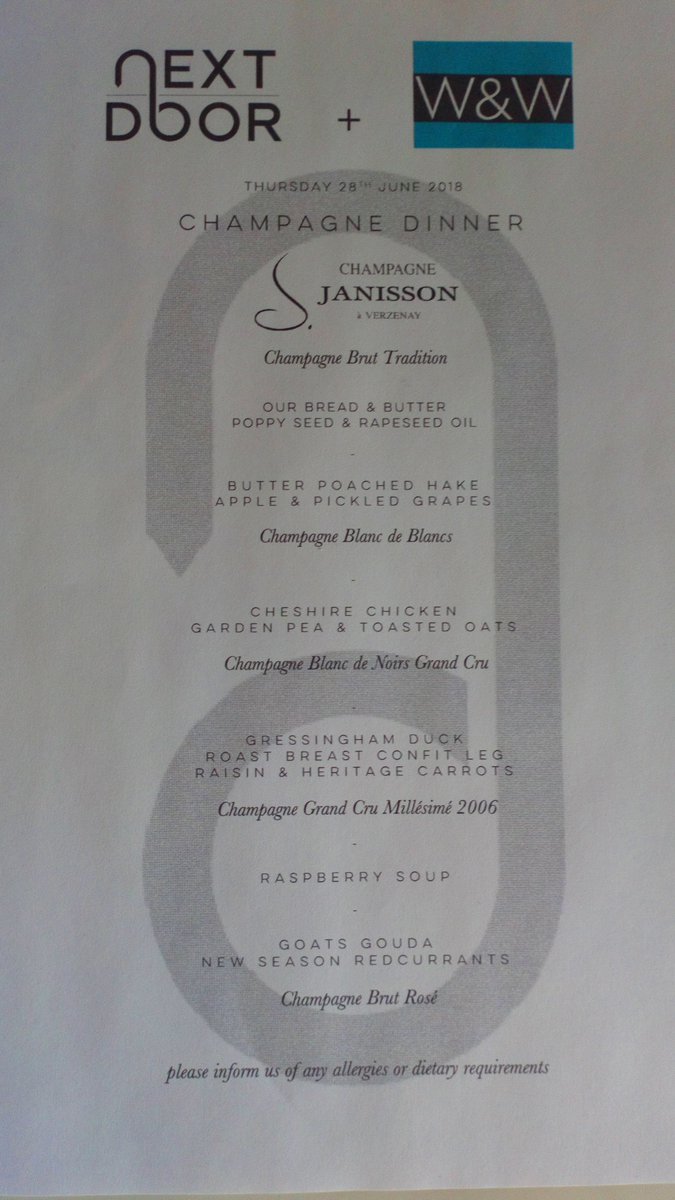 NEXT
DOOR
+
W&W
THURSDAY 28TH JUNE 2018
CHAMPAGNE DINNER
S.
CHAMPAGNE
JANISSON
à VERZENAY
Champagne Brut Tradition
OUR BREAD & BUTTER
POPPY SEED & RAPESEED OIL
-
BUTTER POACHED HAKE
APPLE & PICKLED GRAPES
Champagne Blanc de Blancs
-
CHESHIRE CHICKEN
GARDEN PEA & TOASTED OATS
Champagne Blanc de Noirs Grand Cru
-
GRESSINGHAM DUCK
ROAST BREAST CONFIT LEG
RAISIN & HERITAGE CARROTS
Champagne Grand Cru Millésimé 2006
-
RASPBERRY SOUP
-
GOATS GOUDA
NEW SEASON REDCURRANTS
Champagne Brut Rosé
please inform us of any allergies or dietary requirements